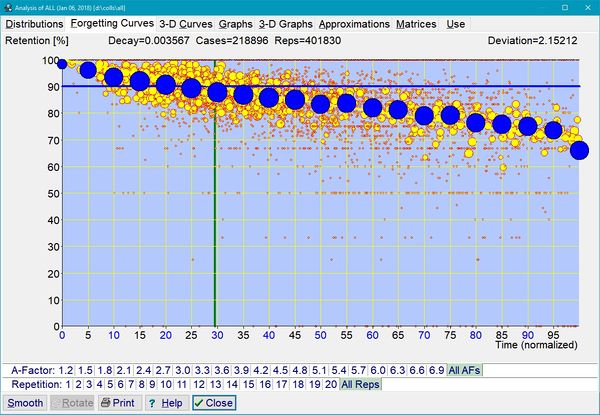 Analysis of ALL (Jan 06, 2018) [d:\colls\all]
Distributions Forgetting Curves 3-D Curves Graphs 3-D Graphs Approximations Matrices Use
Retention [%] Decay=0.003567 Cases=218896 Reps=401830 Deviation=2.15212
100
90
80
70
60
50
40
30
20
10
0
0 5 10 15 20 25 30 35 40 45 50 55 60 65 70 75 80 85 90 95
Time (normalized)
A-Factor: 1.2 1.5 1.8 2.1 2.4 2.7 3.0 3.3 3.6 3.9 4.2 4.5 4.8 5.1 5.4 5.7 6.0 6.3 6.6 6.9 All AFs
Repetition: 1 2 3 4 5 6 7 8 9 10 11 12 13 14 15 16 17 18 19 20 All Reps
Smooth Rotate Print ? Help Close